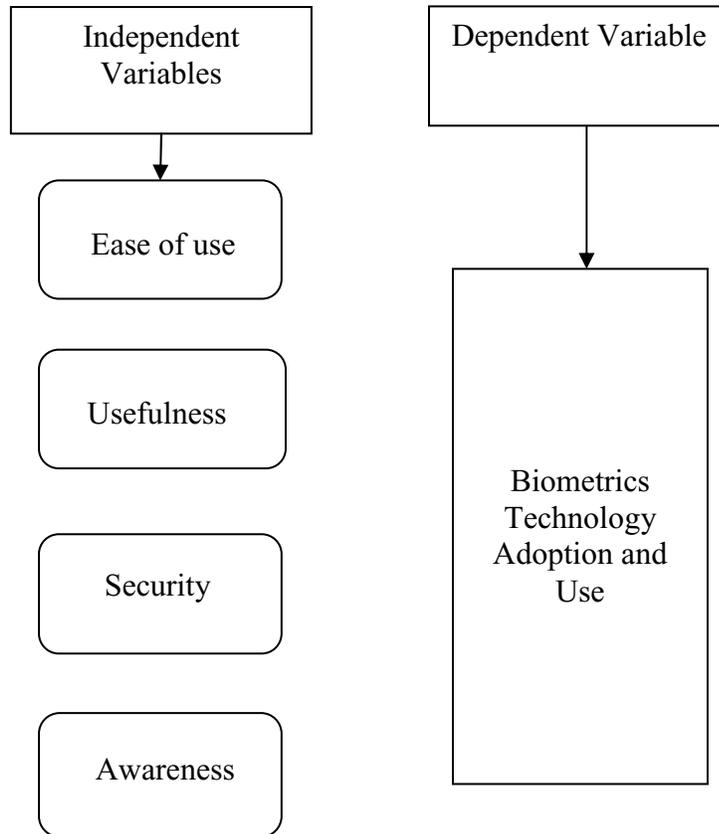 Independent
Variables
Dependent Variable
Ease of use
Usefulness
Security
Awareness
Biometrics
Technology
Adoption and
Use